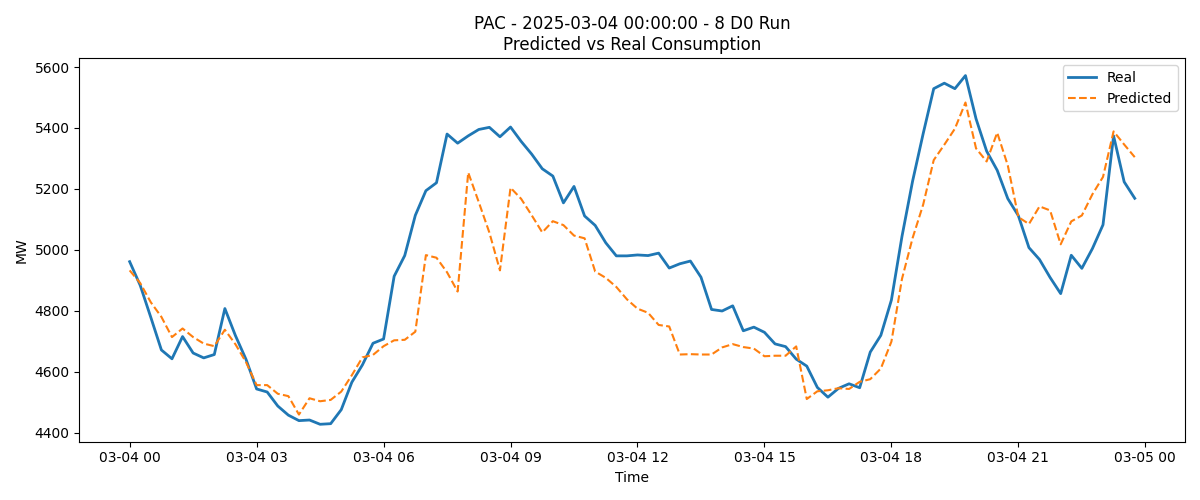 PAC - 2025-03-04 00:00:00 - 8 D0 Run
Predicted vs Real Consumption
Real
Predicted
MW
5600
5400
5200
5000
4800
4600
4400
03-04 00
03-04 03
03-04 06
03-04 09
03-04 12
03-04 15
03-04 18
03-04 21
03-05 00
Time